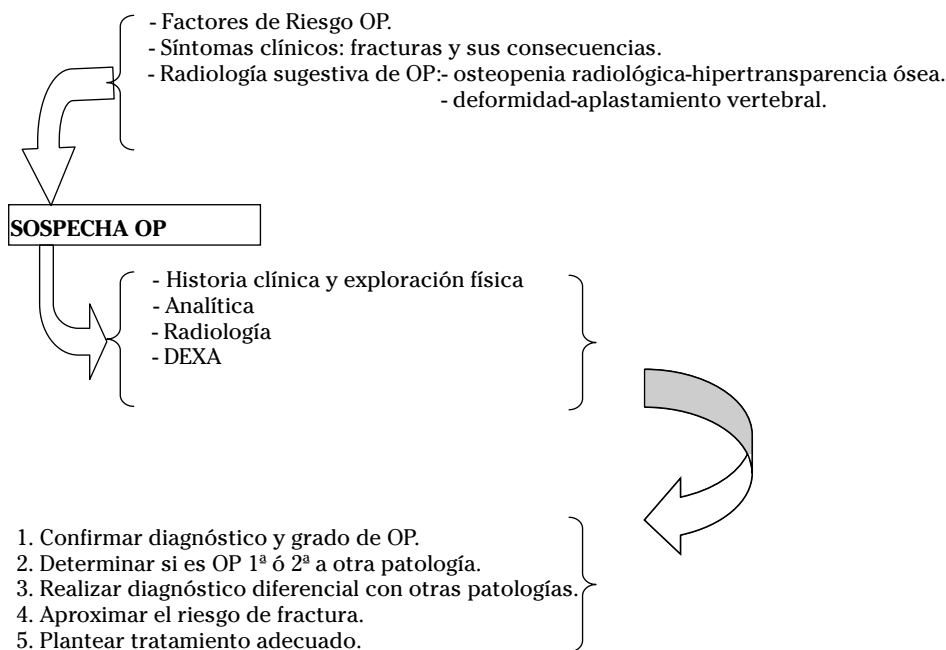 - Factores de Riesgo OP.
- Síntomas clínicos: fracturas y sus consecuencias.
- Radiología sugestiva de OP:- osteopenia radiológica-hipertransparencia ósea.
- deformidad-aplastamiento vertebral.
SOSPECHA OP
- Historia clínica y exploración física
- Analítica
- Radiología
- DEXA
1. Confirmar diagnóstico y grado de OP.
2. Determinar si es OP 1ª ó 2ª a otra patología.
3. Realizar diagnóstico diferencial con otras patologías.
4. Aproximar el riesgo de fractura.
5. Plantear tratamiento adecuado.